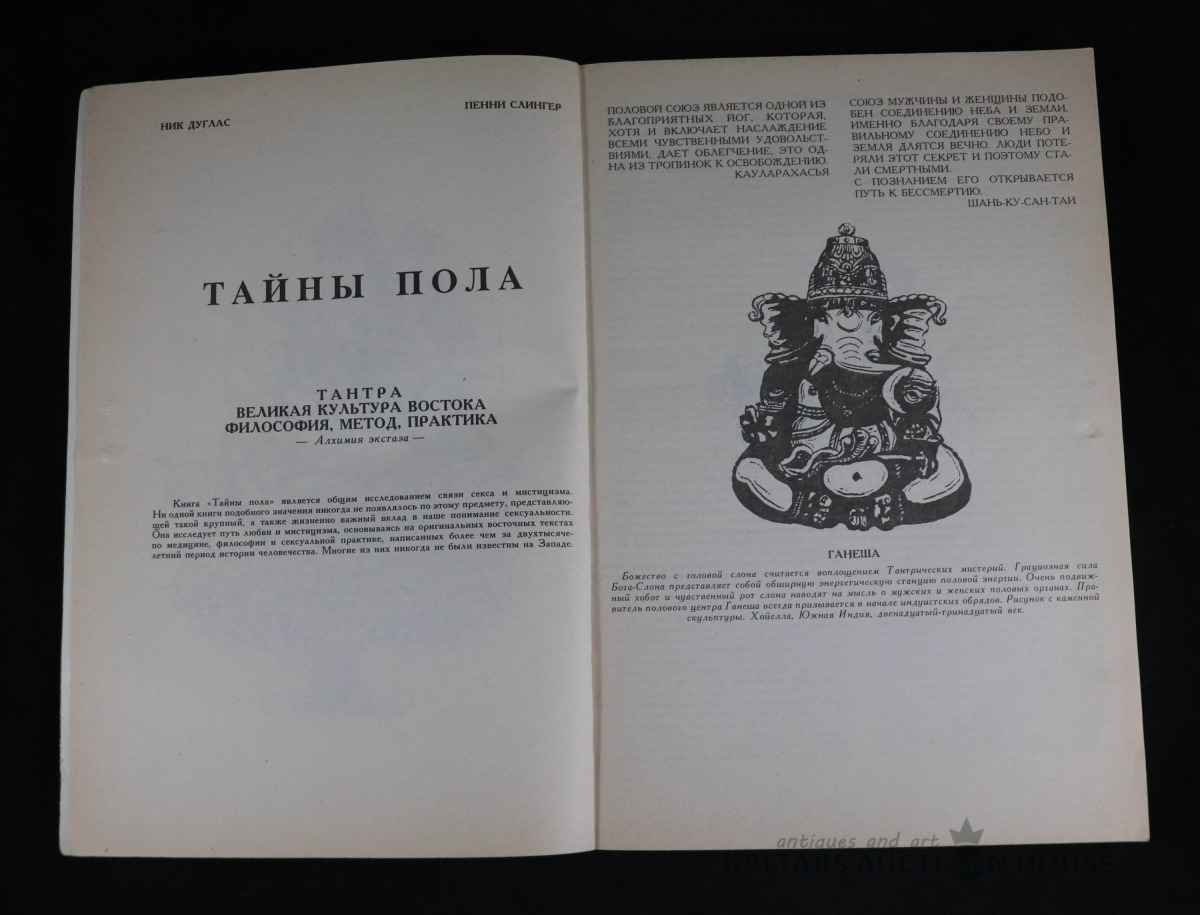 НИК ДУГЛАС
ПЕННИ СЛИНГЕР
ТАЙНЫ ПОЛА
ТАНТРА
ВЕЛИКАЯ КУЛЬТУРА ВОСТОКА
ФИЛОСОФИЯ, МЕТОД, ПРАКТИКА
— Алхимия экстаза —
Книга «Тайны пола» является общим исследованием связи секса и мистицизма.
Ни одной книги подобного значения никогда не появлялось по этому предмету, представляю-
щей такой крупный, а также жизненно важный вклад в наше понимание сексуальности.
Она исследует путь любви и мистицизма, основываясь на оригинальных восточных текстах
по медицине, философии и сексуальной практике, написанных более чем за двухтысяче-
летний период истории человечества. Многие из них никогда не были известны на Западе.
ПОЛОВОЙ СОЮЗ ЯВЛЯЕТСЯ ОДНОЙ ИЗ
БЛАГОПРИЯТНЫХ ЙОГ, КОТОРАЯ,
ХОТЯ И ВКЛЮЧАЕТ НАСЛАЖДЕНИЕ
ВСЕМИ ЧУВСТВЕННЫМИ УДОВОЛЬСТ-
ВИЯМИ, ДАЕТ ОБЛЕГЧЕНИЕ, ЭТО ОД-
НА ИЗ ТРОПИНОК К ОСВОБОЖДЕНИЮ.
КАУЛАРАХАСЬЯ
СОЮЗ МУЖЧИНЫ И ЖЕНЩИНЫ ПОДО-
БЕН СОЕДИНЕНИЮ НЕБА И ЗЕМЛИ,
ИМЕННО БЛАГОДАРЯ СВОЕМУ ПРА-
ВИЛЬНОМУ СОЕДИНЕНИЮ НЕБО И
ЗЕМЛЯ ДЛЯТСЯ ВЕЧНО. ЛЮДИ ПОТЕ-
РЯЛИ ЭТОТ СЕКРЕТ И ПОЭТОМУ СТА-
ЛИ СМЕРТНЫМИ.
С ПОЗНАНИЕМ ЕГО ОТКРЫВАЕТСЯ
ПУТЬ К БЕССМЕРТИЮ.
ШАНЬ-КУ-САН-ТАИ
ГАНЕША
Божество с головой слона считается воплощением Тантрических мистерий. Грациозная сила
Бога-Слона представляет собой обширную энергетическую станцию половой энергии. Очень подвиж-
ный хобот и чувственный рот слона наводят на мысль о мужских и женских половых органах. Пра-
витель полового центра Ганеша всегда призывается в начале индуистских обрядов. Рисунок с каменной
скульптуры. Хойелла, Южная Индия, двенадцатый-тринадцатый век.
antiques and art
BALTARS AUCTION HOUSE